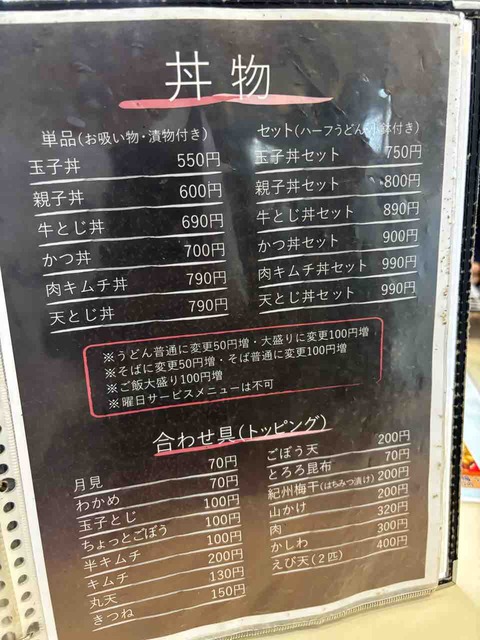 丼物
単品(お吸い物・漬物付き)
玉子丼 550円
親子丼 600円
牛とじ丼 690円
かつ丼 700円
肉キムチ丼 790円
天とじ丼 790円
セット(ハーフうどん・小鉢付き)
玉子丼セット 750円
親子丼セット 800円
牛とじ丼セット 890円
かつ丼セット 900円
肉キムチ丼セット 990円
天とじ丼セット 990円
※うどん普通に変更50円増・大盛りに変更100円増
※そばに変更50円増・そば普通に変更100円増
※ご飯大盛り100円増
※曜日サービスメニューは不可
合わせ具(トッピング)
月見 70円
わかめ 70円
玉子とじ 100円
ちょっとごぼう 100円
半キムチ 100円
キムチ 200円
丸天 130円
きつね 150円
ごぼう天 200円
とろろ昆布 70円
紀州梅干(はちみつ漬け) 200円
山かけ 200円
肉 320円
かしわ 300円
えび天(2匹) 400円